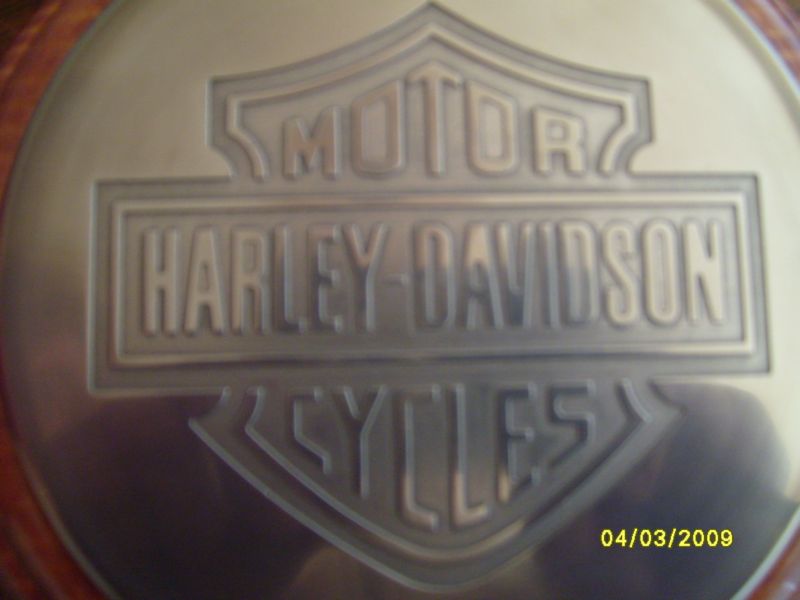 MOTOR
HARLEY-DAVIDSON
CYCLES
04/03/2009